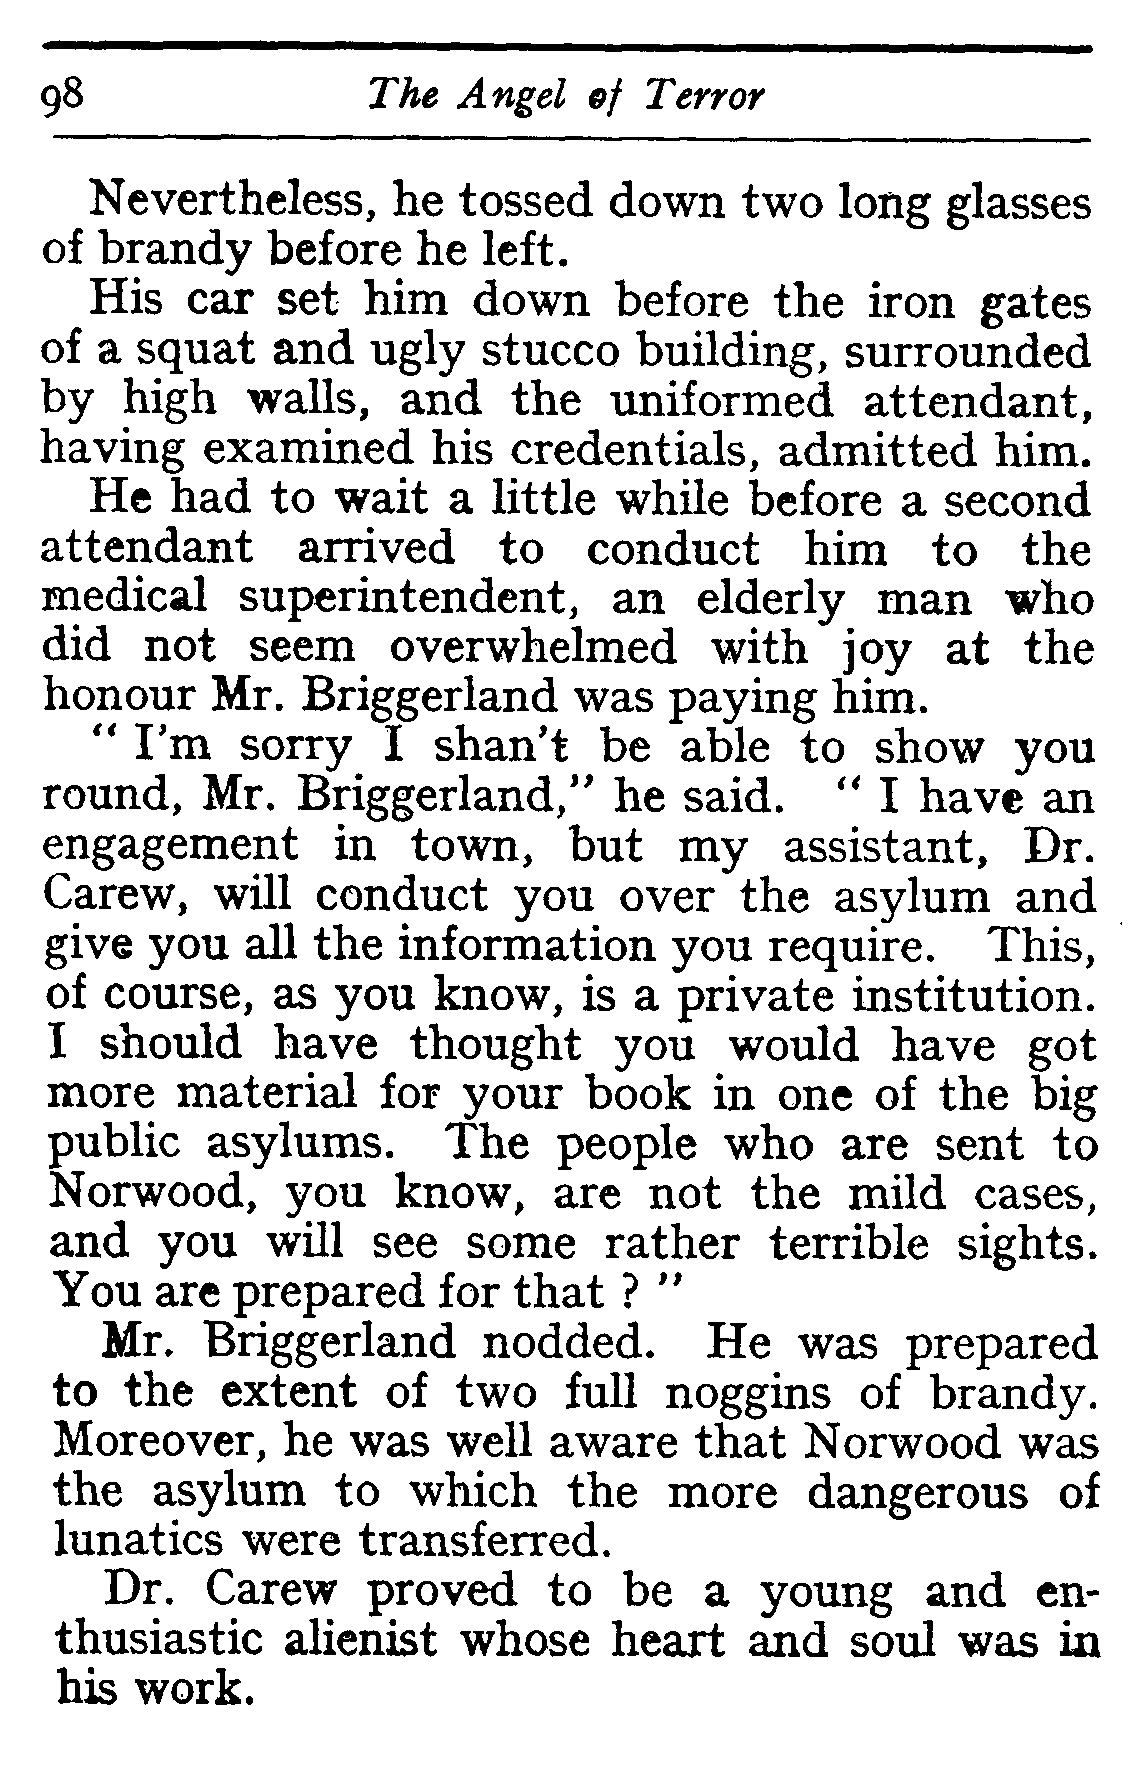 98 The Angel of Terror
Nevertheless, he tossed down two long glasses
of brandy before he left.
His car set him down before the iron gates
of a squat and ugly stucco building, surrounded
by high walls, and the uniformed attendant,
having examined his credentials, admitted him.
He had to wait a little while before a second
attendant arrived to conduct him to the
medical superintendent, an elderly man who
did not seem overwhelmed with joy at the
honour Mr. Briggerland was paying him.
“ I’m sorry I shan’t be able to show you
round, Mr. Briggerland,” he said. “ I have an
engagement in town, but my assistant, Dr.
Carew, will conduct you over the asylum and
give you all the information you require. This,
of course, as you know, is a private institution.
I should have thought you would have got
more material for your book in one of the big
public asylums. The people who are sent to
Norwood, you know, are not the mild cases,
and you will see some rather terrible sights.
You are prepared for that ? ”
Mr. Briggerland nodded. He was prepared
to the extent of two full noggins of brandy.
Moreover, he was well aware that Norwood was
the asylum to which the more dangerous of
lunatics were transferred.
Dr. Carew proved to be a young and en-
thusiastic alienist whose heart and soul was in
his work.